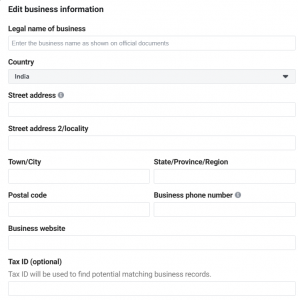 Edit business information
Legal name of business
Enter the business name as shown on official documents
Country
India
Street address
Street address 2/locality
Town/City
State/Province/Region
Postal code
Business phone number
Business website
Tax ID (optional)
Tax ID will be used to find potential matching business records.